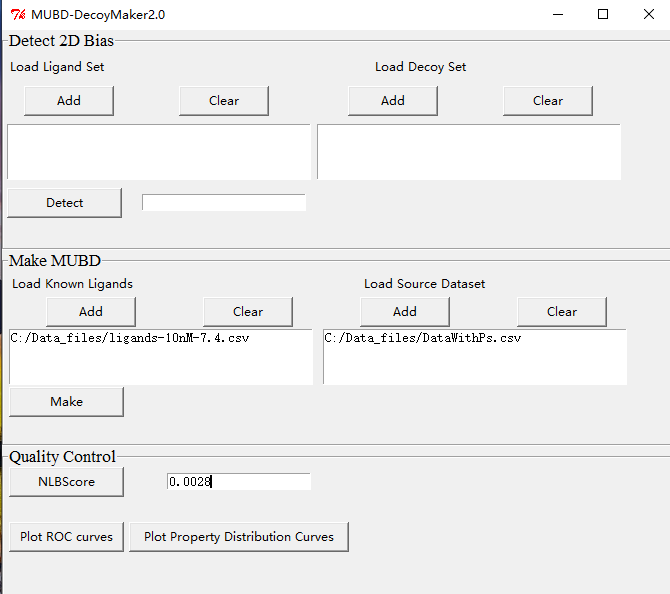 MUBD-DecoyMaker2.0
Detect 2D Bias
Load Ligand Set
Load Decoy Set
Add
Clear
Add
Clear
Detect
Make MUBD
Load Known Ligands
Load Source Dataset
Add
Clear
Add
Clear
C:/Data_files/ligands-10nM-7.4.csv
C:/Data_files/DataWithPs.csv
Make
Quality Control
NLBScore
0.0028
Plot ROC curves
Plot Property Distribution Curves